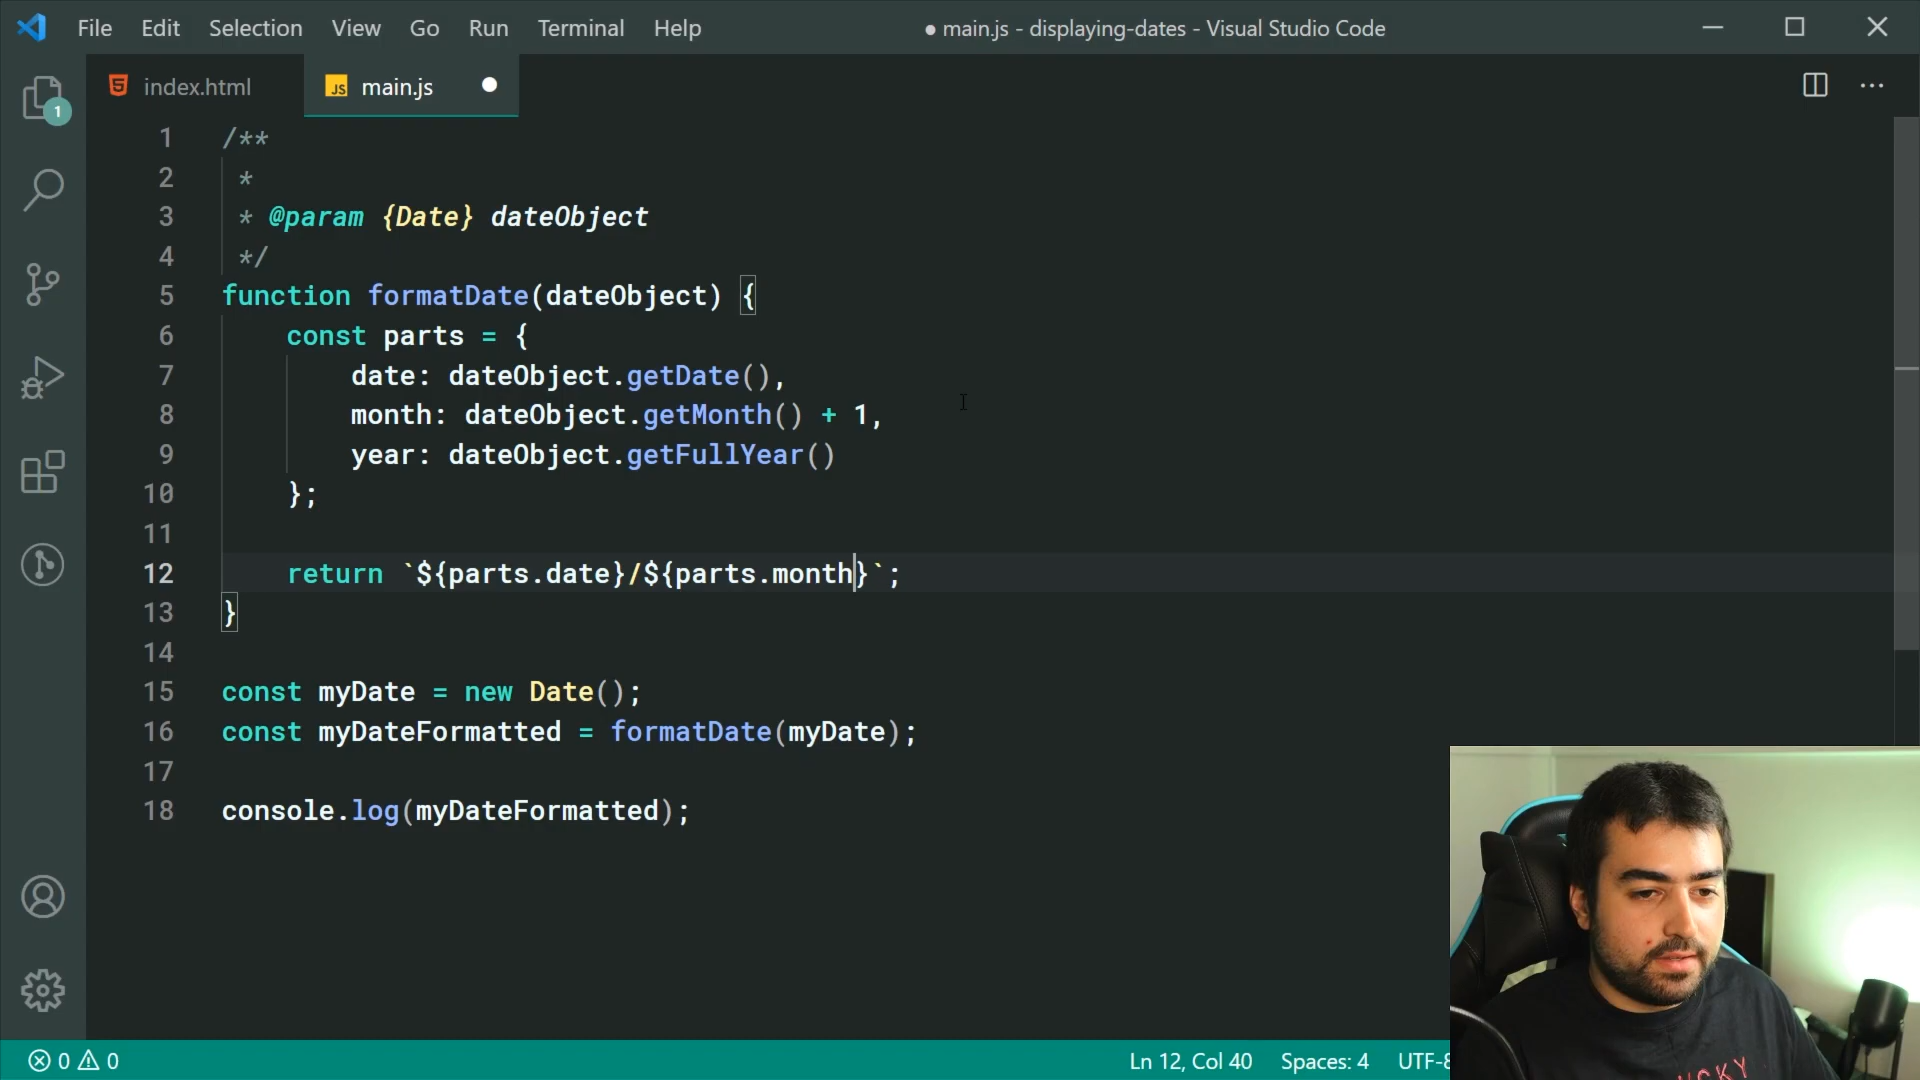 File Edit Selection View Go Run Terminal Help
● main.js - displaying-dates - Visual Studio Code
index.html
JS main.js
1
1 /**
2 *
3 * @param {Date} dateObject
4 */
5 function formatDate(dateObject) {
6 const parts = {
7 date: dateObject.getDate(),
8 month: dateObject.getMonth() + 1,
9 year: dateObject.getFullYear()
10 };
11
12 return `${parts.date}/${parts.month}`;
13 }
14
15 const myDate = new Date();
16 const myDateFormatted = formatDate(myDate);
17
18 console.log(myDateFormatted);
0 0
Ln 12, Col 40 Spaces: 4 UTF-8